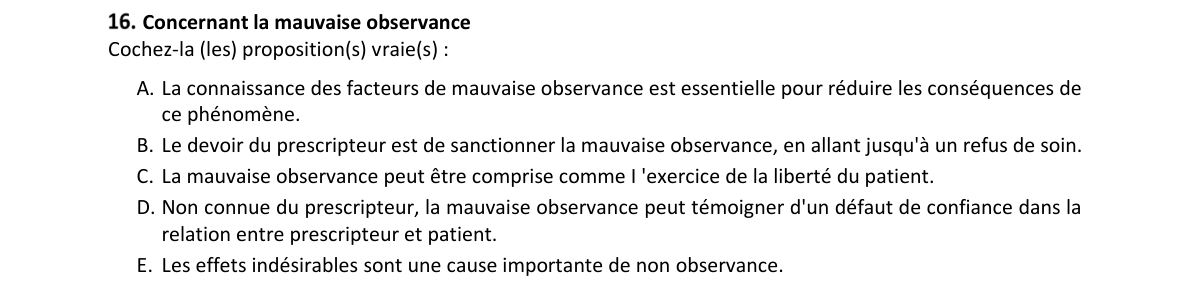 16. Concernant la mauvaise observance
Cochez-la (les) proposition(s) vraie(s) :
A. La connaissance des facteurs de mauvaise observance est essentielle pour réduire les conséquences de
ce phénomène.
B. Le devoir du prescripteur est de sanctionner la mauvaise observance, en allant jusqu'à un refus de soin.
C. La mauvaise observance peut être comprise comme I 'exercice de la liberté du patient.
D. Non connue du prescripteur, la mauvaise observance peut témoigner d'un défaut de confiance dans la
relation entre prescripteur et patient.
E. Les effets indésirables sont une cause importante de non observance.